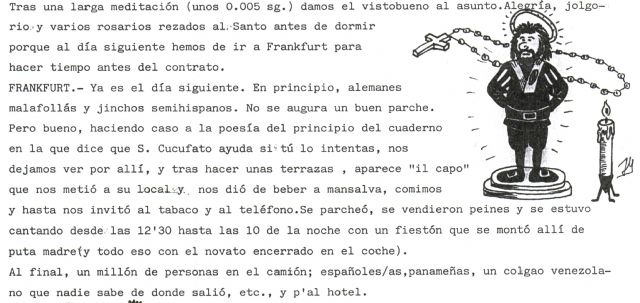 Tras una larga meditación (unos 0.005 sg.) damos el vistobueno al asunto.Alegría, jolgo-
rio y varios rosarios rezados al Santo antes de dormir
porque al día siguiente hemos de ir a Frankfurt para
hacer tiempo antes del contrato.
FRANKFURT.- Ya es el día siguiente. En principio, alemanes
malafollás y jinchos semihispanos. No se augura un buen parche.
Pero bueno, haciendo caso a la poesía del principio del cuaderno
en la que dice que S. Cucufato ayuda si tú lo intentas, nos
dejamos ver por allí, y tras hacer unas terrazas , aparece "il capo"
que nos metió a su local y nos dió de beber a mansalva, comimos
y hasta nos invitó al tabaco y al teléfono.Se parcheó, se vendieron peines y se estuvo
cantando desde las 12'30 hasta las 10 de la noche con un fiestón que se montó allí de
puta madre(y todo eso con el novato encerrado en el coche).
Al final, un millón de personas en el camión; españoles/as,panameñas, un colgao venezola-
no que nadie sabe de donde salió, etc., y p'al hotel.